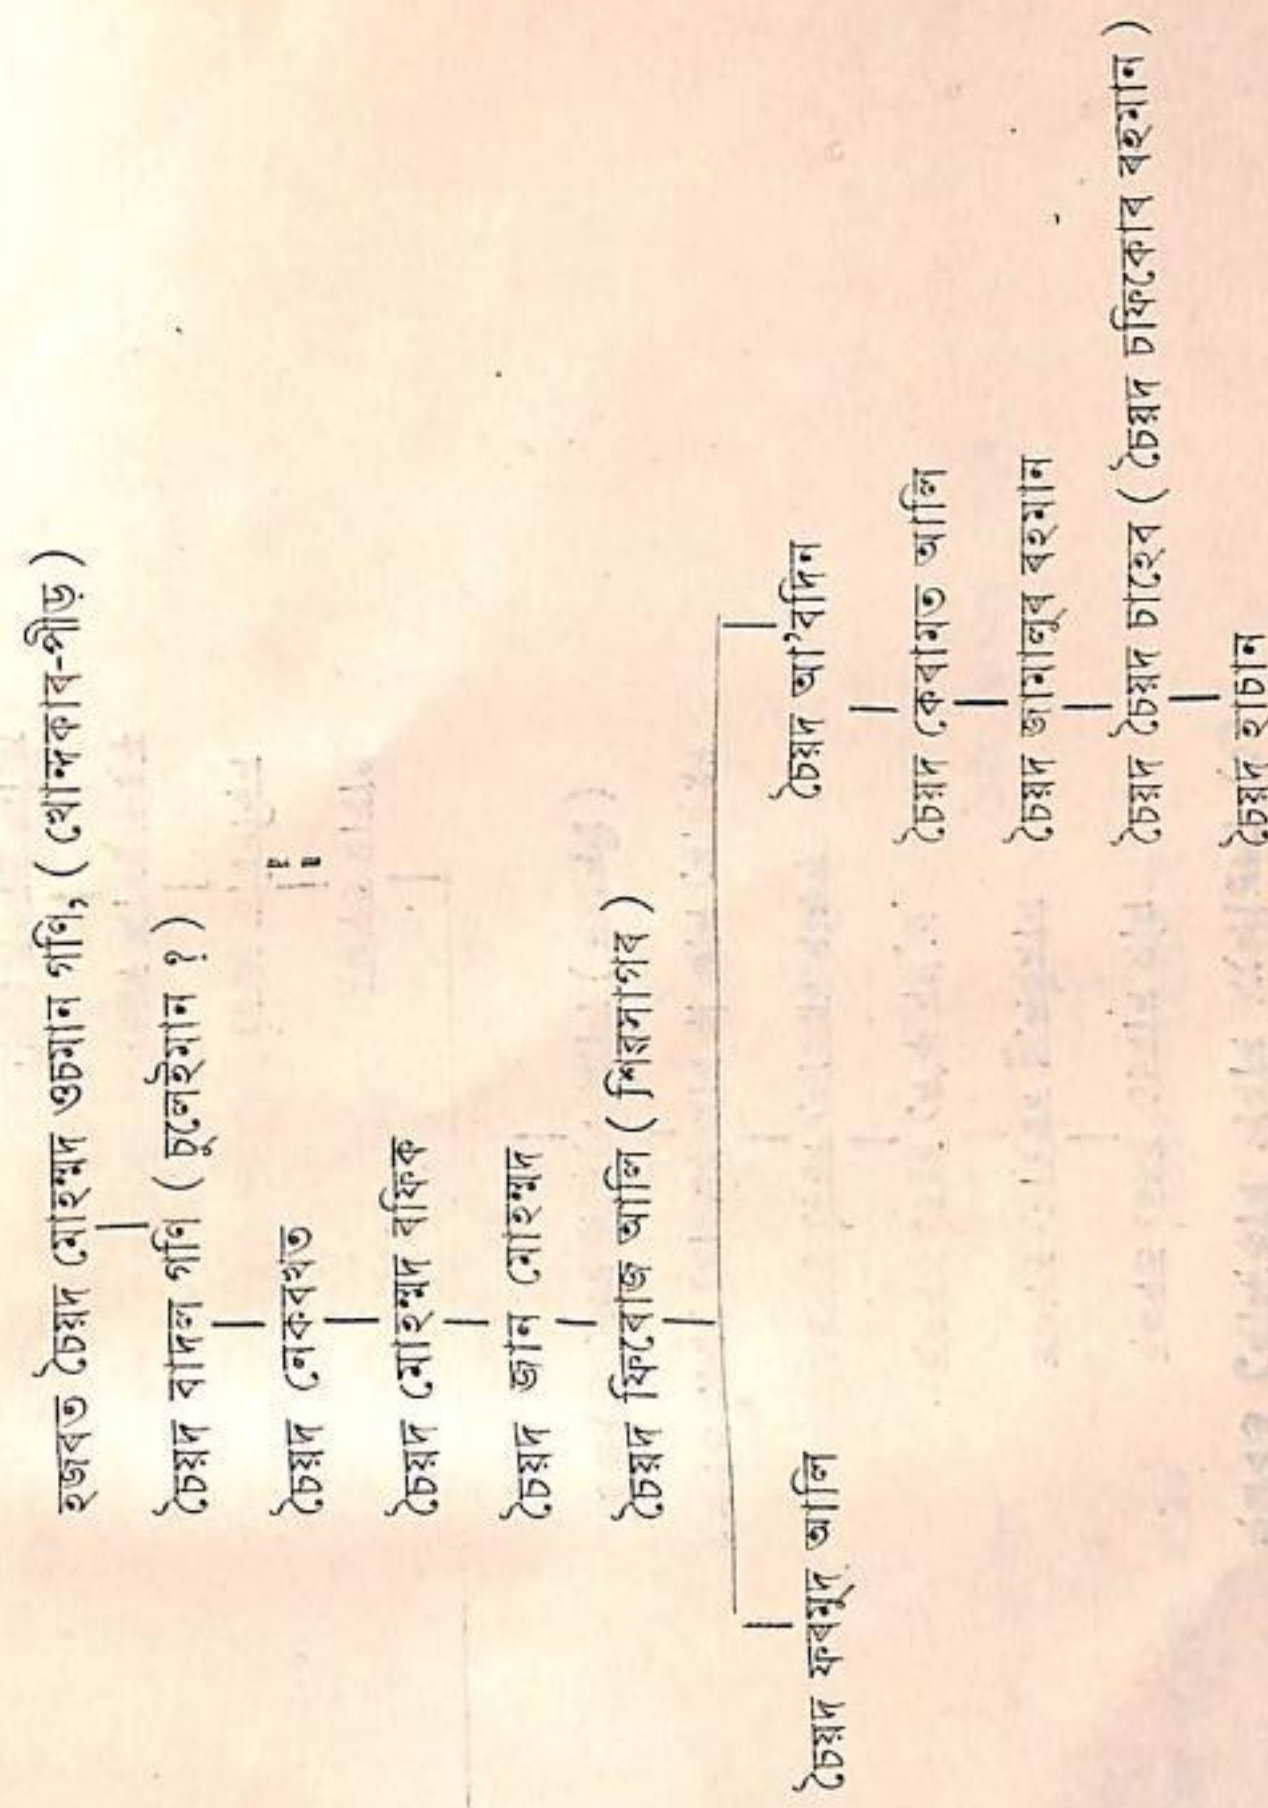 হজৰত চৈয়দ মোহম্মদ ওচমান গণি, ( খোন্দকাৰ-পীড় )
চৈয়দ বাদল গণি ( চুলেইমান ? )
চৈয়দ নেকবখত
চৈয়দ মোহম্মদ ৰফিক
চৈয়দ জান মোহম্মদ
চৈয়দ ফিৰোজ আলি ( শিৱসাগৰ )
চৈয়দ ফৰমুদ আলি
চৈয়দ আ'বদিন
চৈয়দ কেৰামত আলি
চৈয়দ জামালুৰ ৰহমান
চৈয়দ চৈয়দ চাহেব ( চৈয়দ চফিকোৰ ৰহমান )
চৈয়দ হাচান